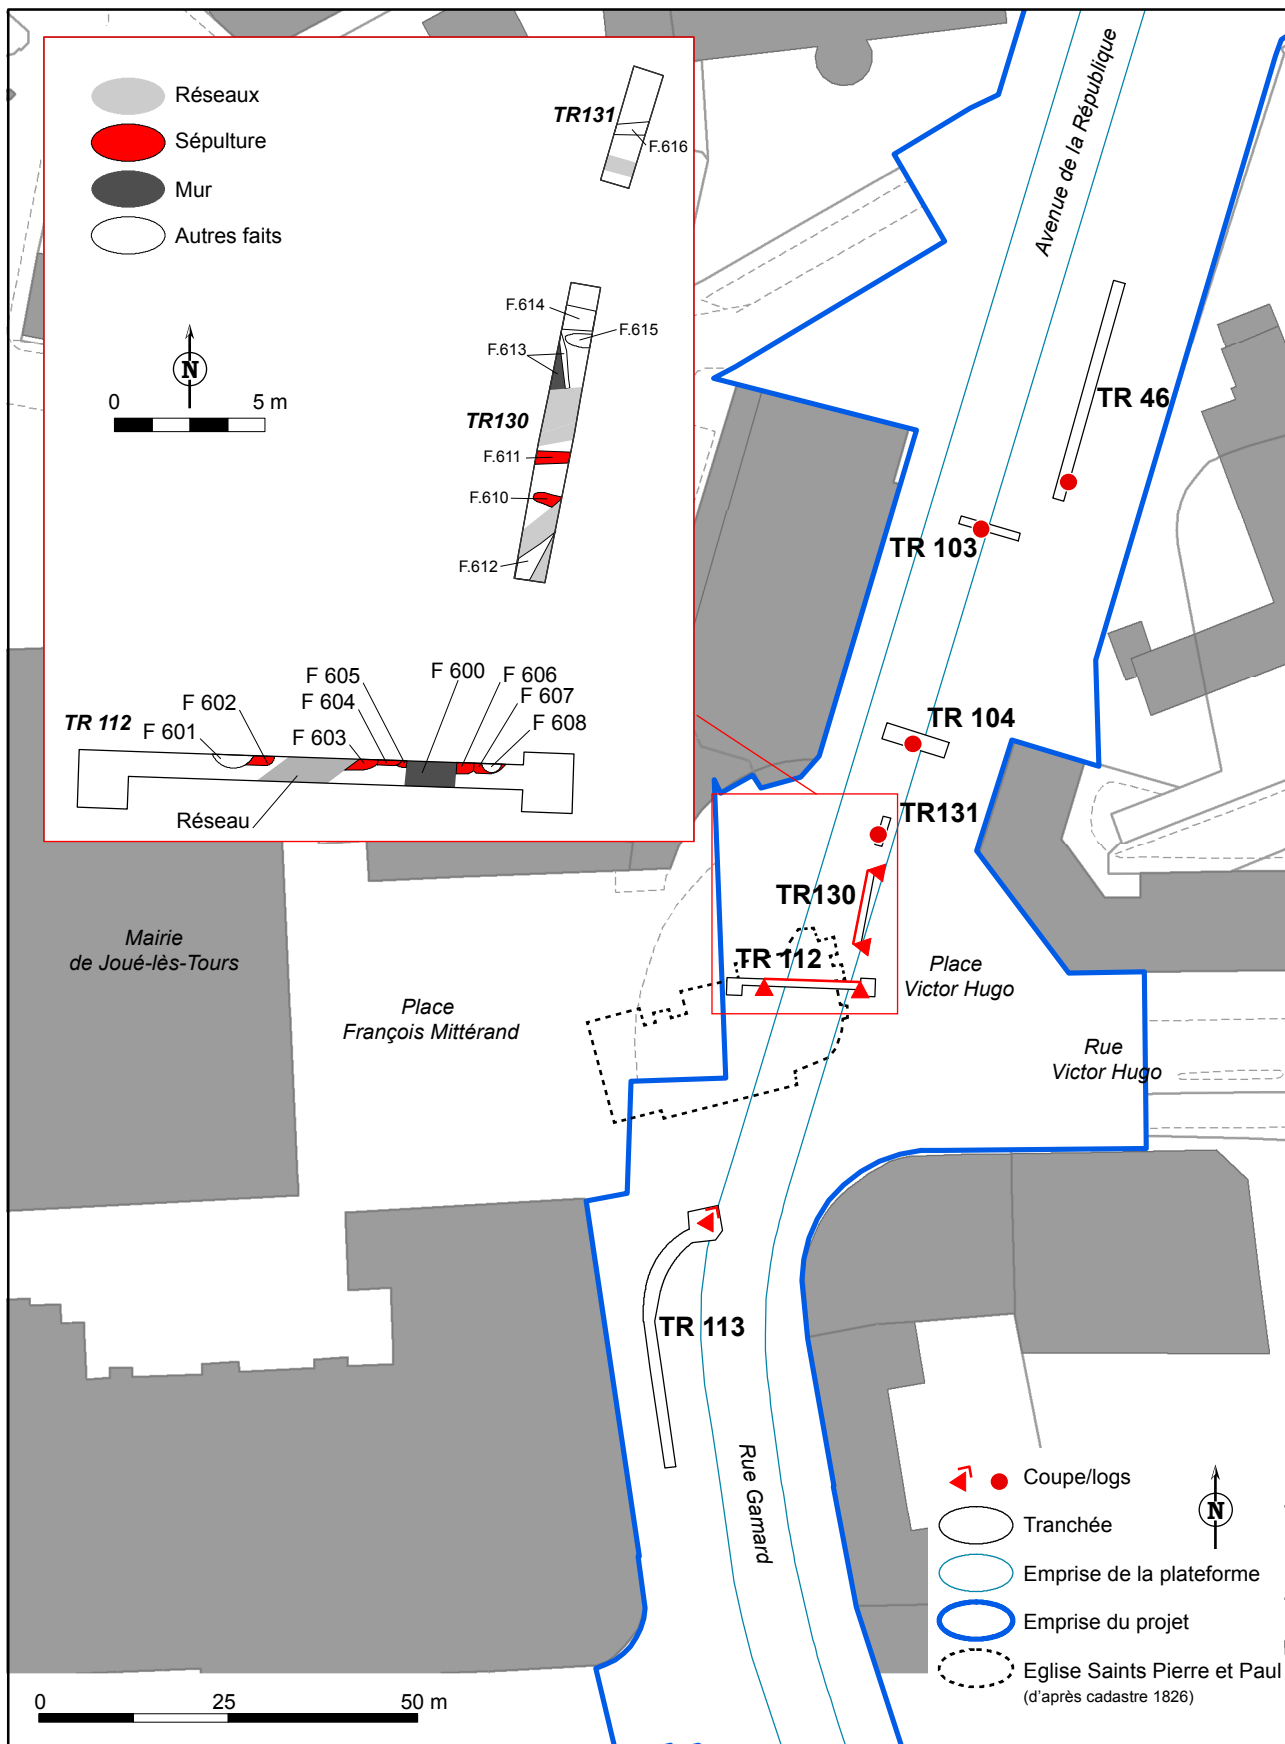 Réseaux
Sépulture
Mur
Autres faits
N
0 5 m
TR131
F.616
F.614
F.615
F.613
TR130
F.611
F.610
F.612
F 605
F 600
F 606
F 602
F 604
F 607
TR 112
F 601
F 603
F 608
Réseau
Avenue de la République
TR 46
TR 103
TR 104
TR131
TR130
TR 112
Place
Victor Hugo
Mairie
de Joué-lès-Tours
Place
François Mittérand
Rue
Victor Hugo
TR 113
Rue Gamard
Coupe/logs
N
Tranchée
Emprise de la plateforme
Emprise du projet
Eglise Saints Pierre et Paul
(d'après cadastre 1826)
0 25 50 m